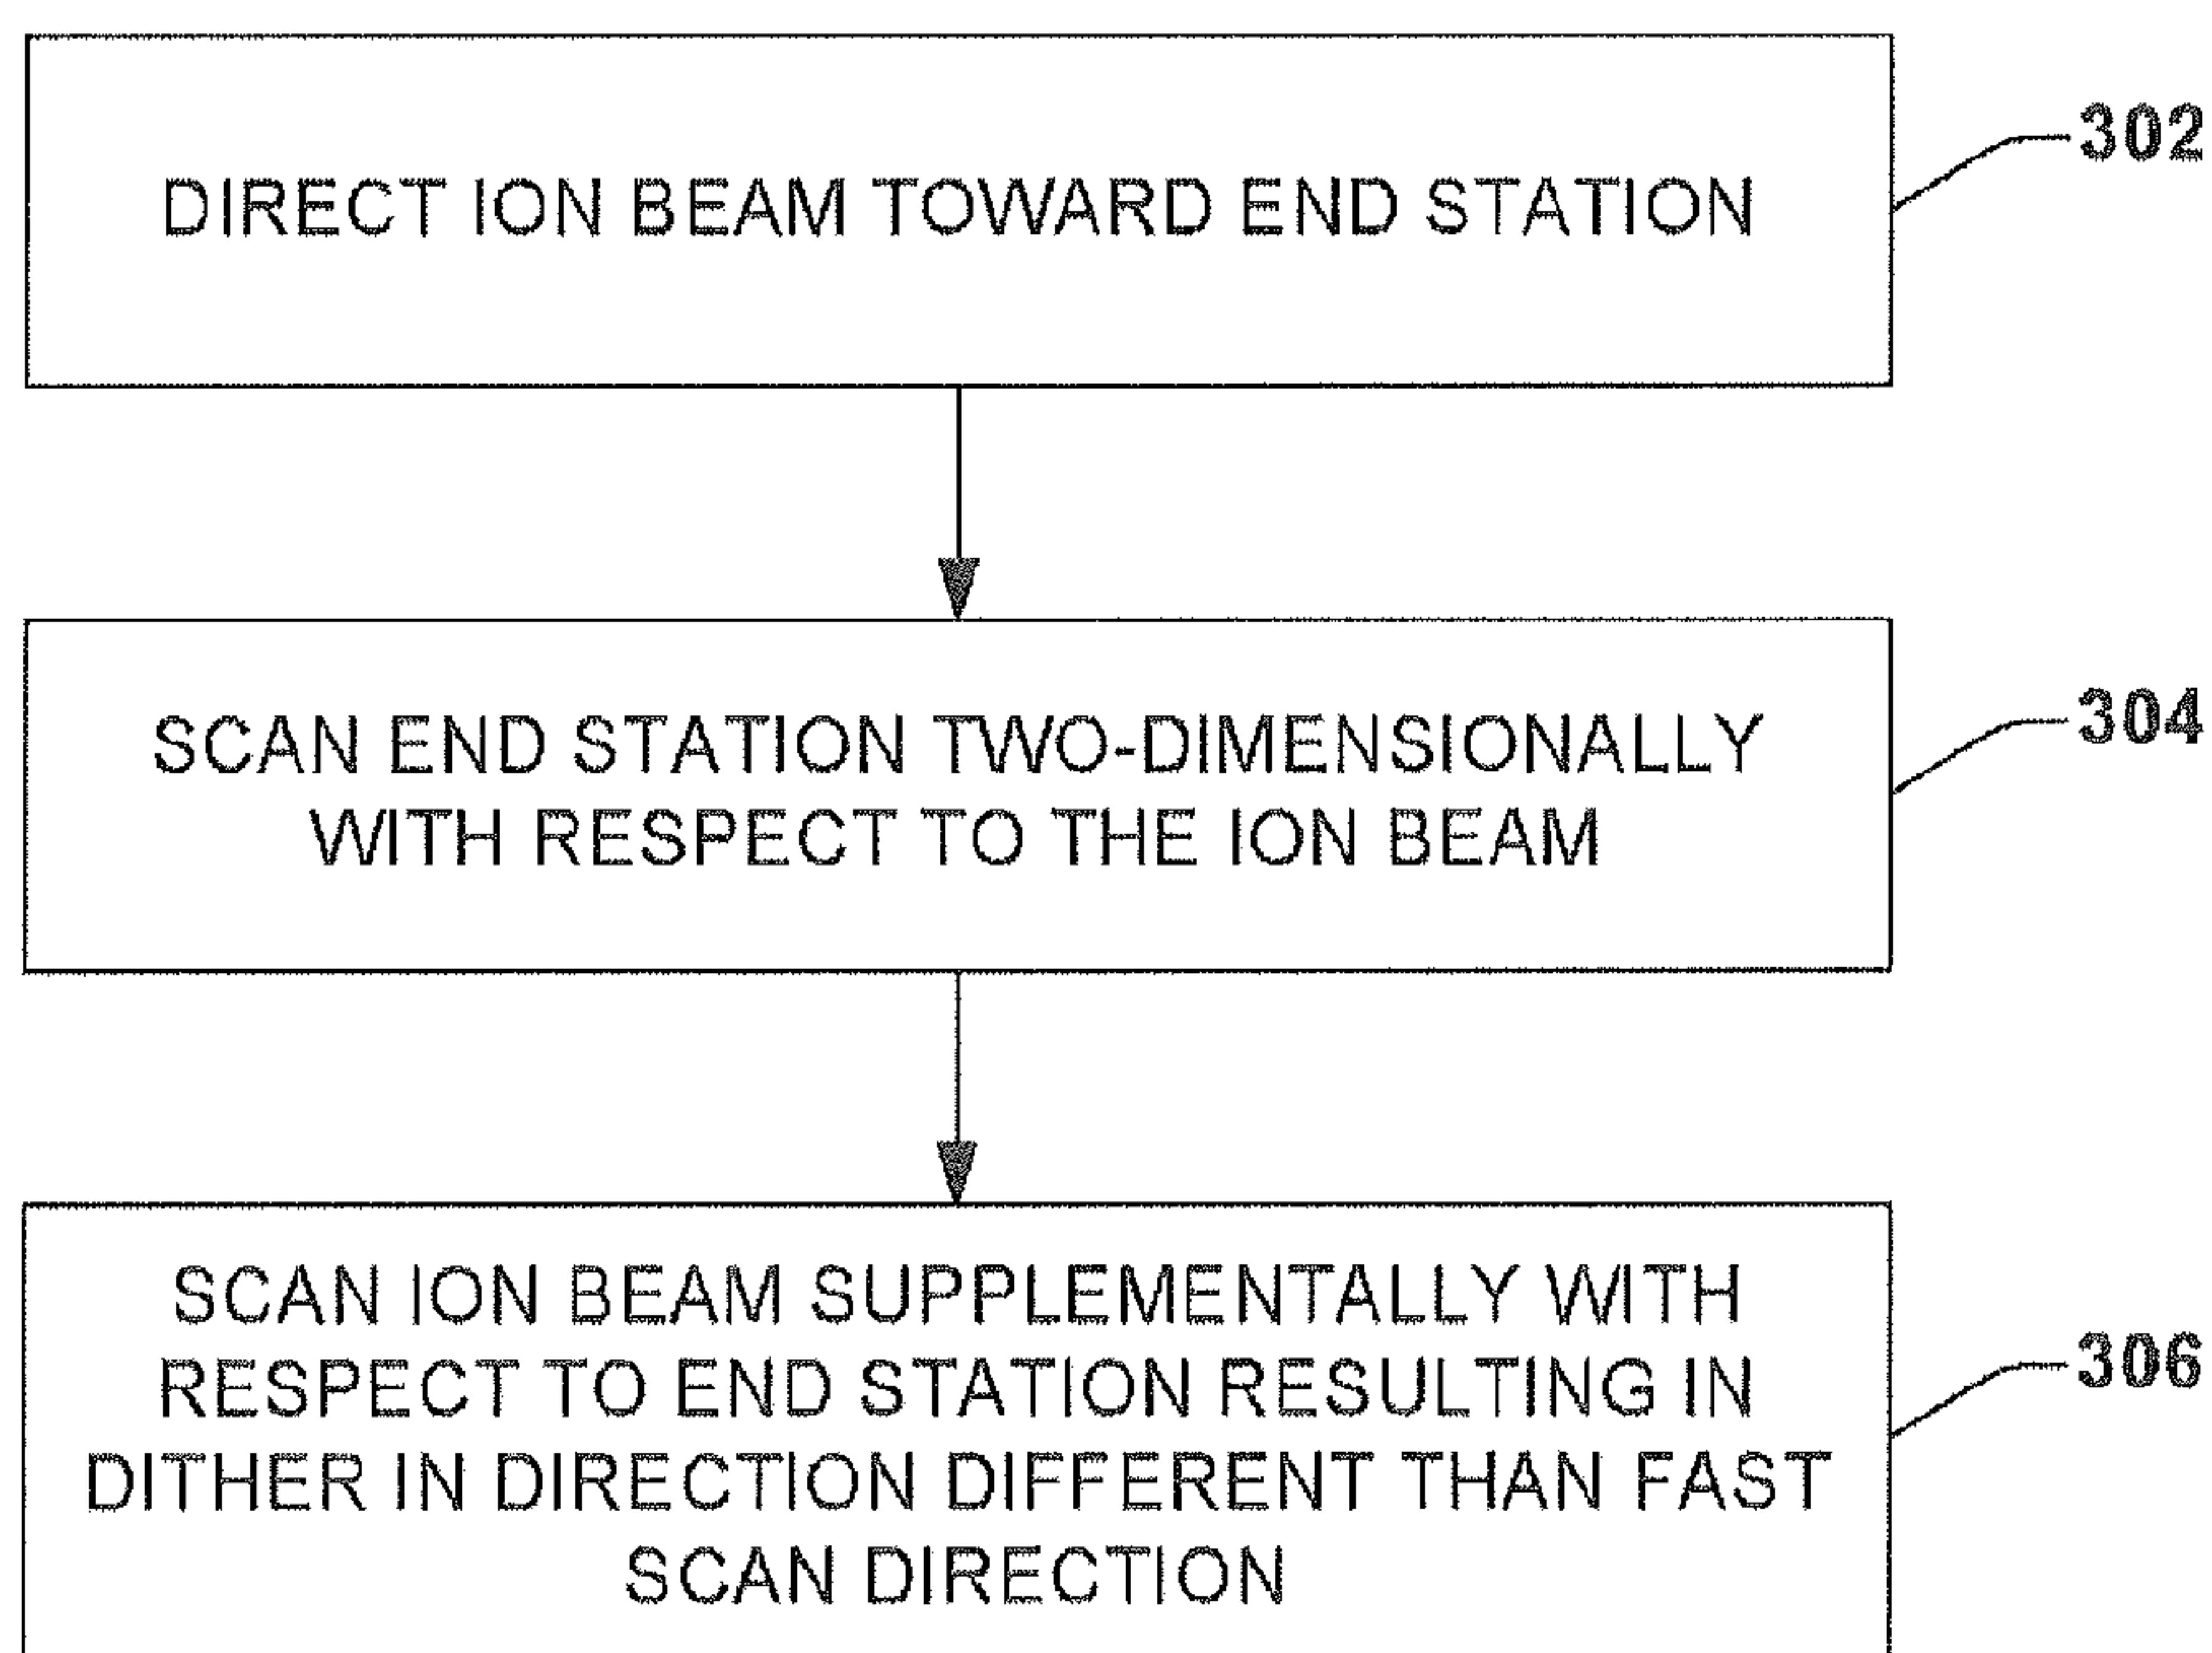 DIRECT ION BEAM TOWARD END STATION
302
SCAN END STATION TWO-DIMENSIONALLY
WITH RESPECT TO THE ION BEAM
304
SCAN ION BEAM SUPPLEMENTALLY WITH
RESPECT TO END STATION RESULTING IN
DITHER IN DIRECTION DIFFERENT THAN FAST
SCAN DIRECTION
306